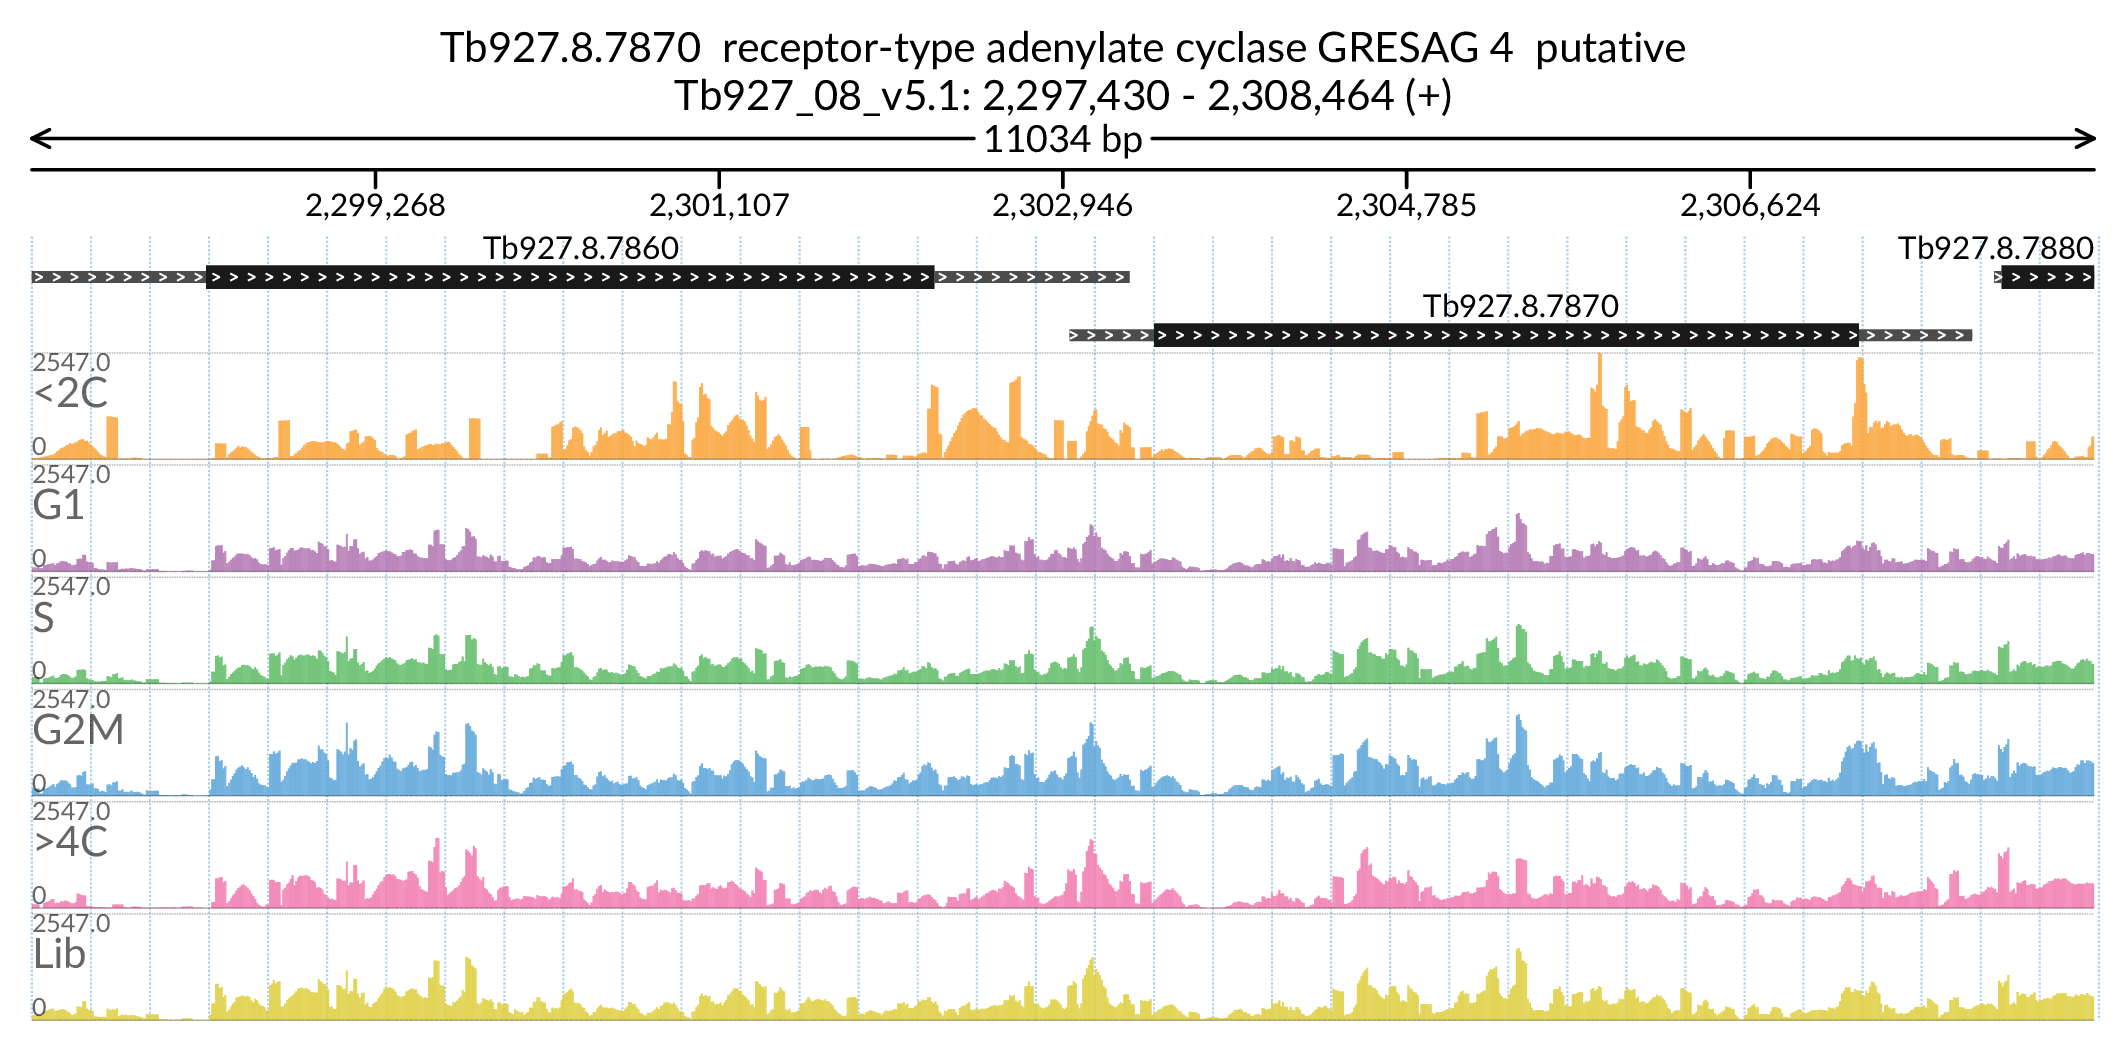 Tb927.8.7870  receptor-type adenylate cyclase GRESAG 4  putative
Tb927_08_v5.1: 2,297,430 - 2,308,464 (+)
11034 bp
2,299,268
2,301,107
2,302,946
2,304,785
2,306,624
Tb927.8.7860
Tb927.8.7880
Tb927.8.7870
2547.0
<2C
0
2547.0
G1
0
2547.0
S
0
2547.0
G2M
0
2547.0
>4C
0
2547.0
Lib
0